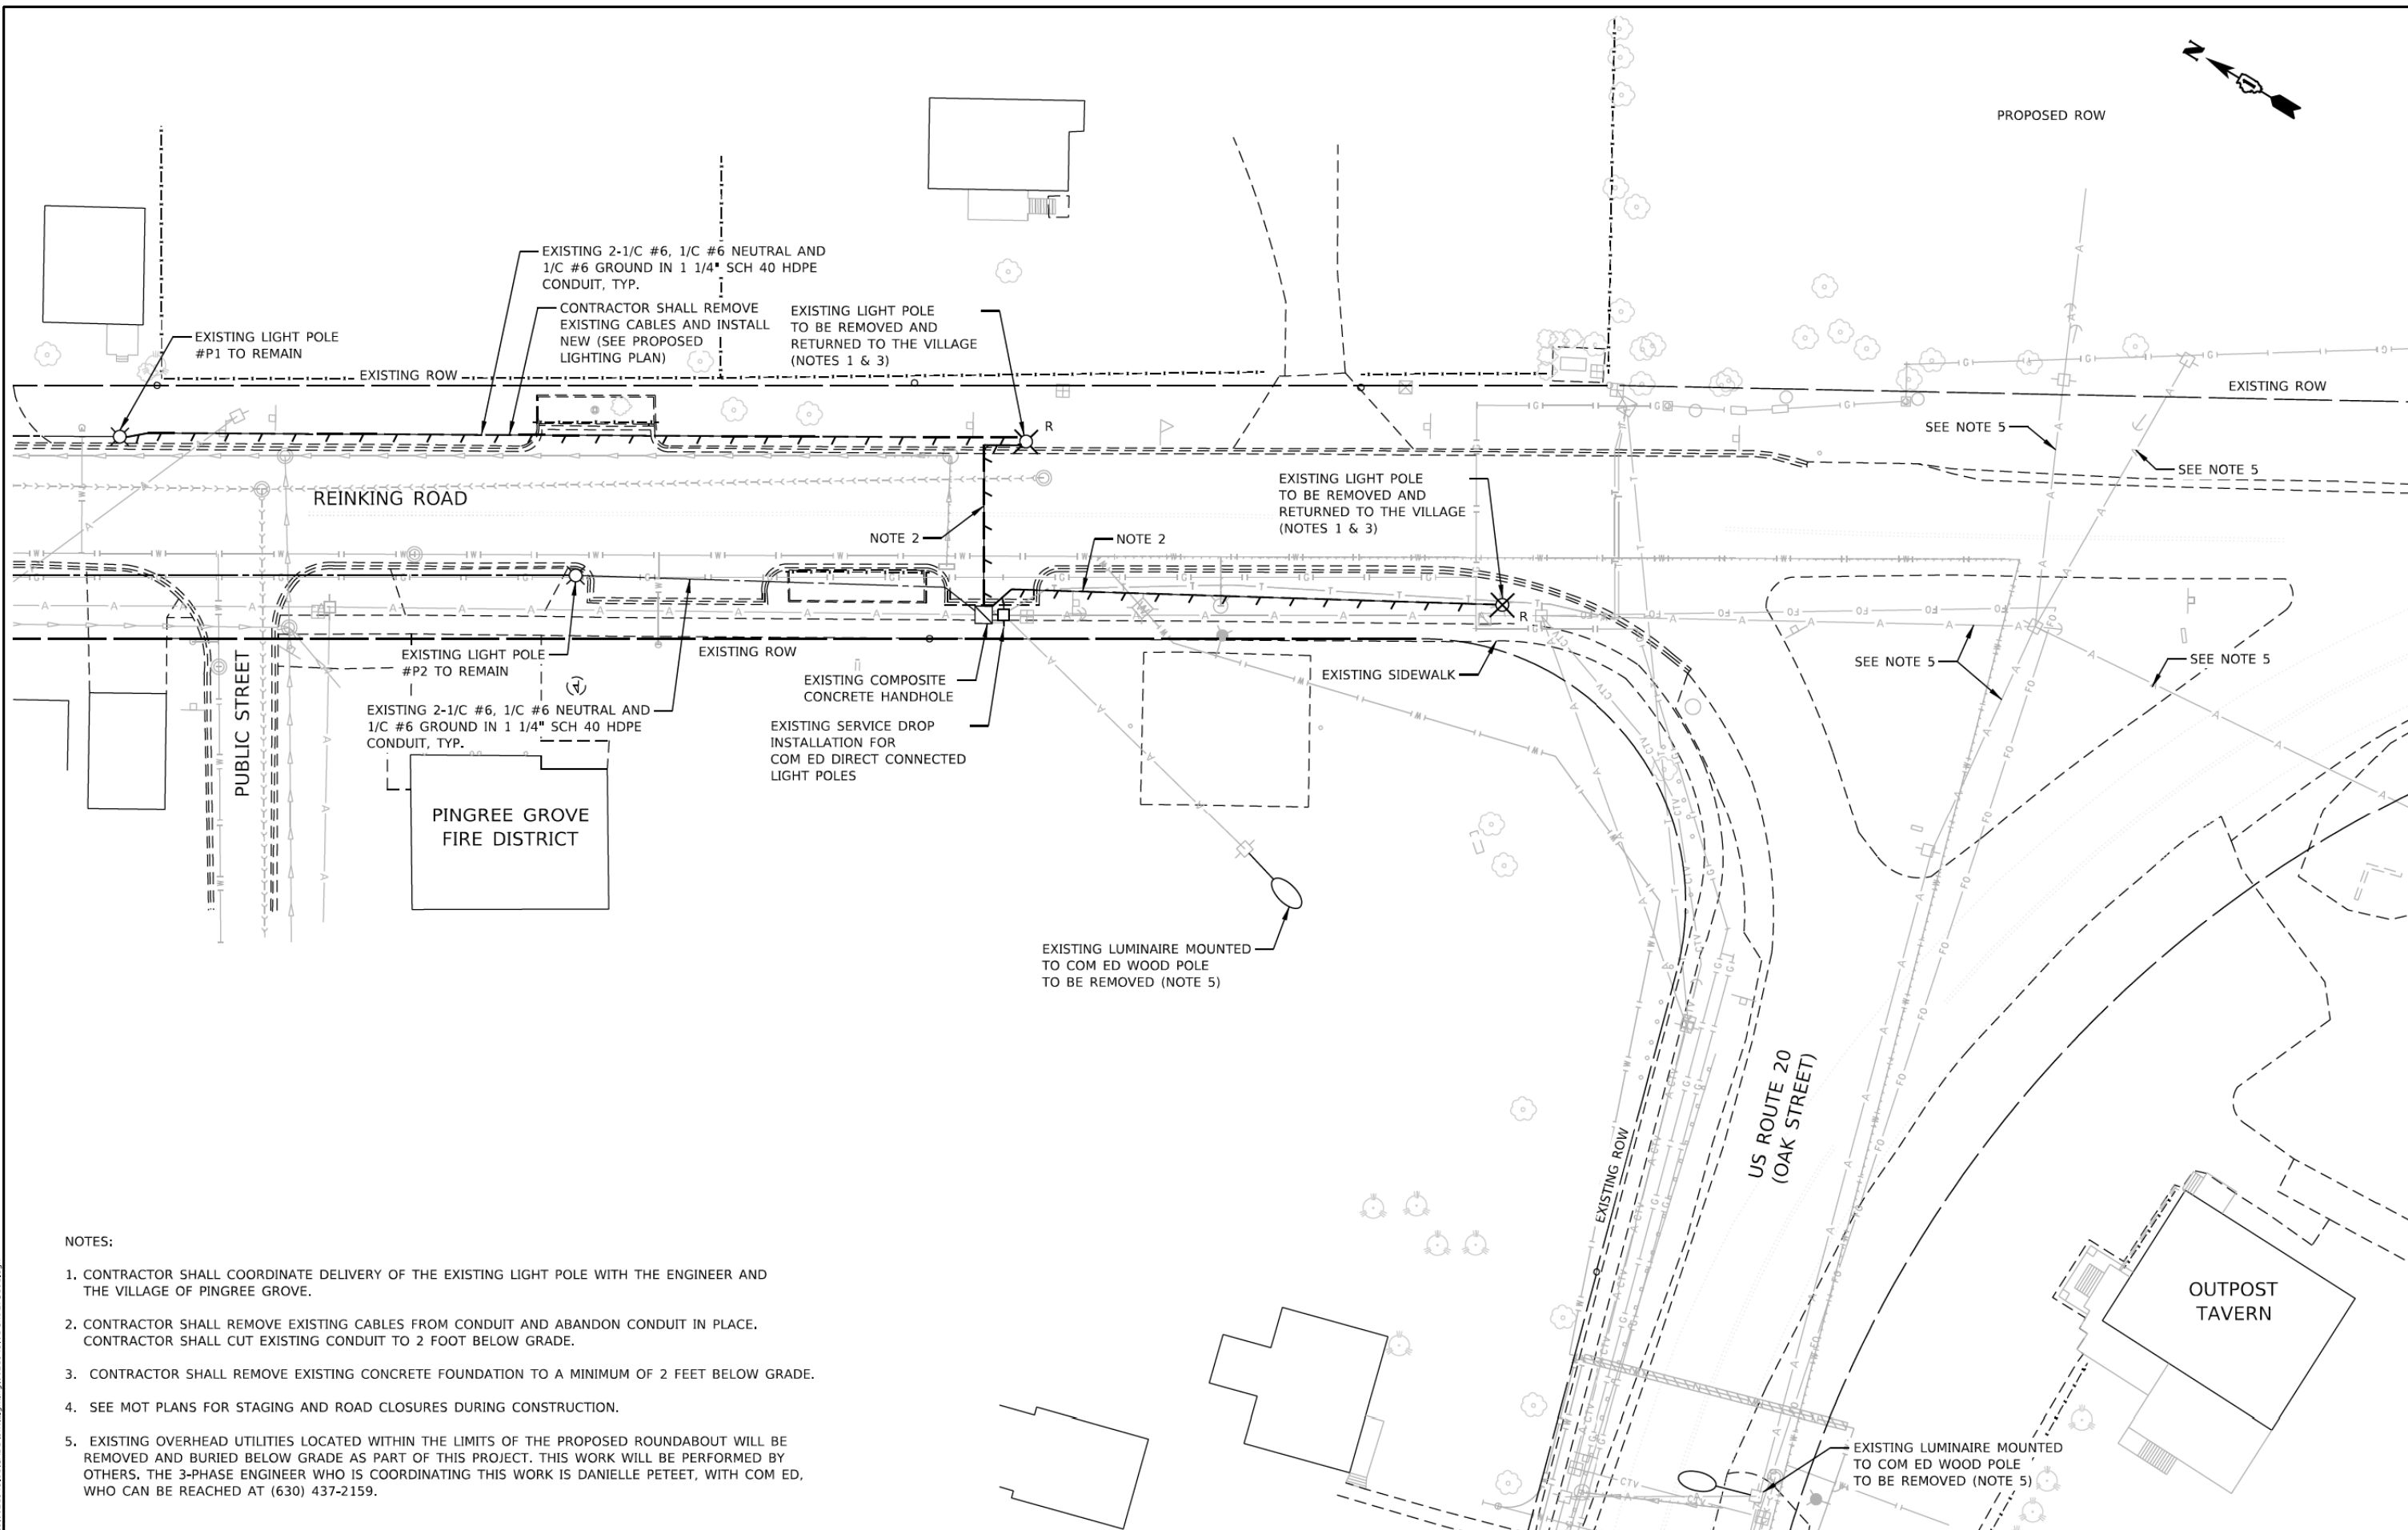 N
PROPOSED ROW
EXISTING 2-1/C #6, 1/C #6 NEUTRAL AND
1/C #6 GROUND IN 1 1/4" SCH 40 HDPE
CONDUIT, TYP.
CONTRACTOR SHALL REMOVE
EXISTING CABLES AND INSTALL
NEW (SEE PROPOSED
LIGHTING PLAN)
EXISTING LIGHT POLE
TO BE REMOVED AND
RETURNED TO THE VILLAGE
(NOTES 1 & 3)
EXISTING LIGHT POLE
#P1 TO REMAIN
EXISTING ROW
EXISTING ROW
R
SEE NOTE 5
SEE NOTE 5
REINKING ROAD
EXISTING LIGHT POLE
TO BE REMOVED AND
RETURNED TO THE VILLAGE
(NOTES 1 & 3)
NOTE 2
NOTE 2
R
EXISTING LIGHT POLE
#P2 TO REMAIN
EXISTING ROW
EXISTING COMPOSITE
CONCRETE HANDHOLE
EXISTING SIDEWALK
SEE NOTE 5
SEE NOTE 5
PUBLIC STREET
EXISTING 2-1/C #6, 1/C #6 NEUTRAL AND
1/C #6 GROUND IN 1 1/4" SCH 40 HDPE
CONDUIT, TYP.
EXISTING SERVICE DROP
INSTALLATION FOR
COM ED DIRECT CONNECTED
LIGHT POLES
PINGREE GROVE
FIRE DISTRICT
EXISTING LUMINAIRE MOUNTED
TO COM ED WOOD POLE
TO BE REMOVED (NOTE 5)
US ROUTE 20
(OAK STREET)
EXISTING ROW
OUTPOST
TAVERN
EXISTING LUMINAIRE MOUNTED
TO COM ED WOOD POLE
TO BE REMOVED (NOTE 5)
NOTES:
1. CONTRACTOR SHALL COORDINATE DELIVERY OF THE EXISTING LIGHT POLE WITH THE ENGINEER AND
THE VILLAGE OF PINGREE GROVE.
2. CONTRACTOR SHALL REMOVE EXISTING CABLES FROM CONDUIT AND ABANDON CONDUIT IN PLACE.
CONTRACTOR SHALL CUT EXISTING CONDUIT TO 2 FOOT BELOW GRADE.
3. CONTRACTOR SHALL REMOVE EXISTING CONCRETE FOUNDATION TO A MINIMUM OF 2 FEET BELOW GRADE.
4. SEE MOT PLANS FOR STAGING AND ROAD CLOSURES DURING CONSTRUCTION.
5. EXISTING OVERHEAD UTILITIES LOCATED WITHIN THE LIMITS OF THE PROPOSED ROUNDABOUT WILL BE
REMOVED AND BURIED BELOW GRADE AS PART OF THIS PROJECT. THIS WORK WILL BE PERFORMED BY
OTHERS. THE 3-PHASE ENGINEER WHO IS COORDINATING THIS WORK IS DANIELLE PETEET, WITH COM ED,
WHO CAN BE REACHED AT (630) 437-2159.